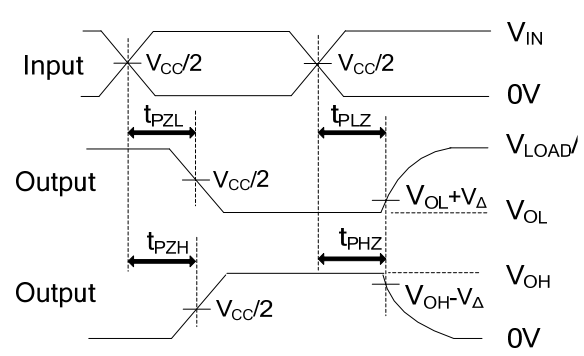 V_IN
Input V_CC/2 V_CC/2
0V
t_PZL t_PLZ
V_LOAD/
Output V_CC/2 V_OL+V_Δ
V_OL
t_PZH t_PHZ
V_OH
Output V_CC/2 V_OH-V_Δ
0V